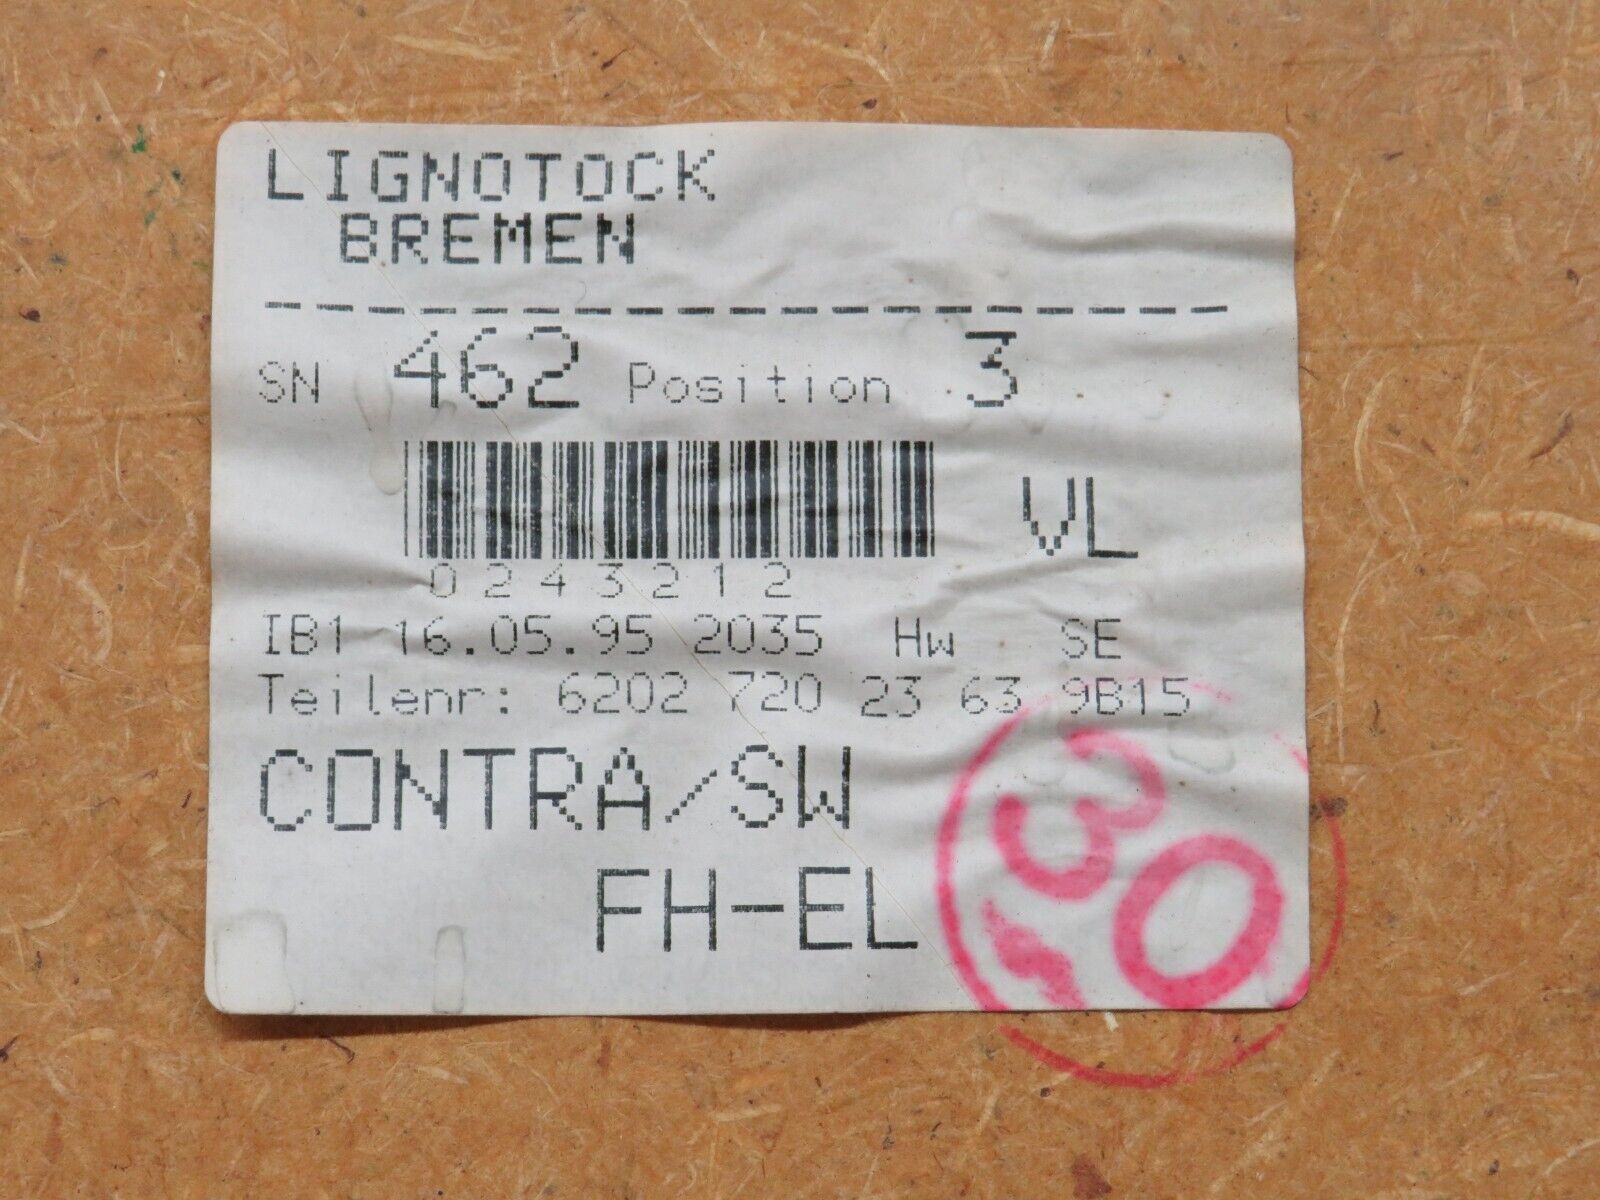 LIGNOTOCK
BREMEN
SN 462 Position 3
VL
0243212
IB1 16.05.95 2035 Hw SE
Teilenr: 6202 720 23 63 9B15
CONTRA/SW
FH-EL
30